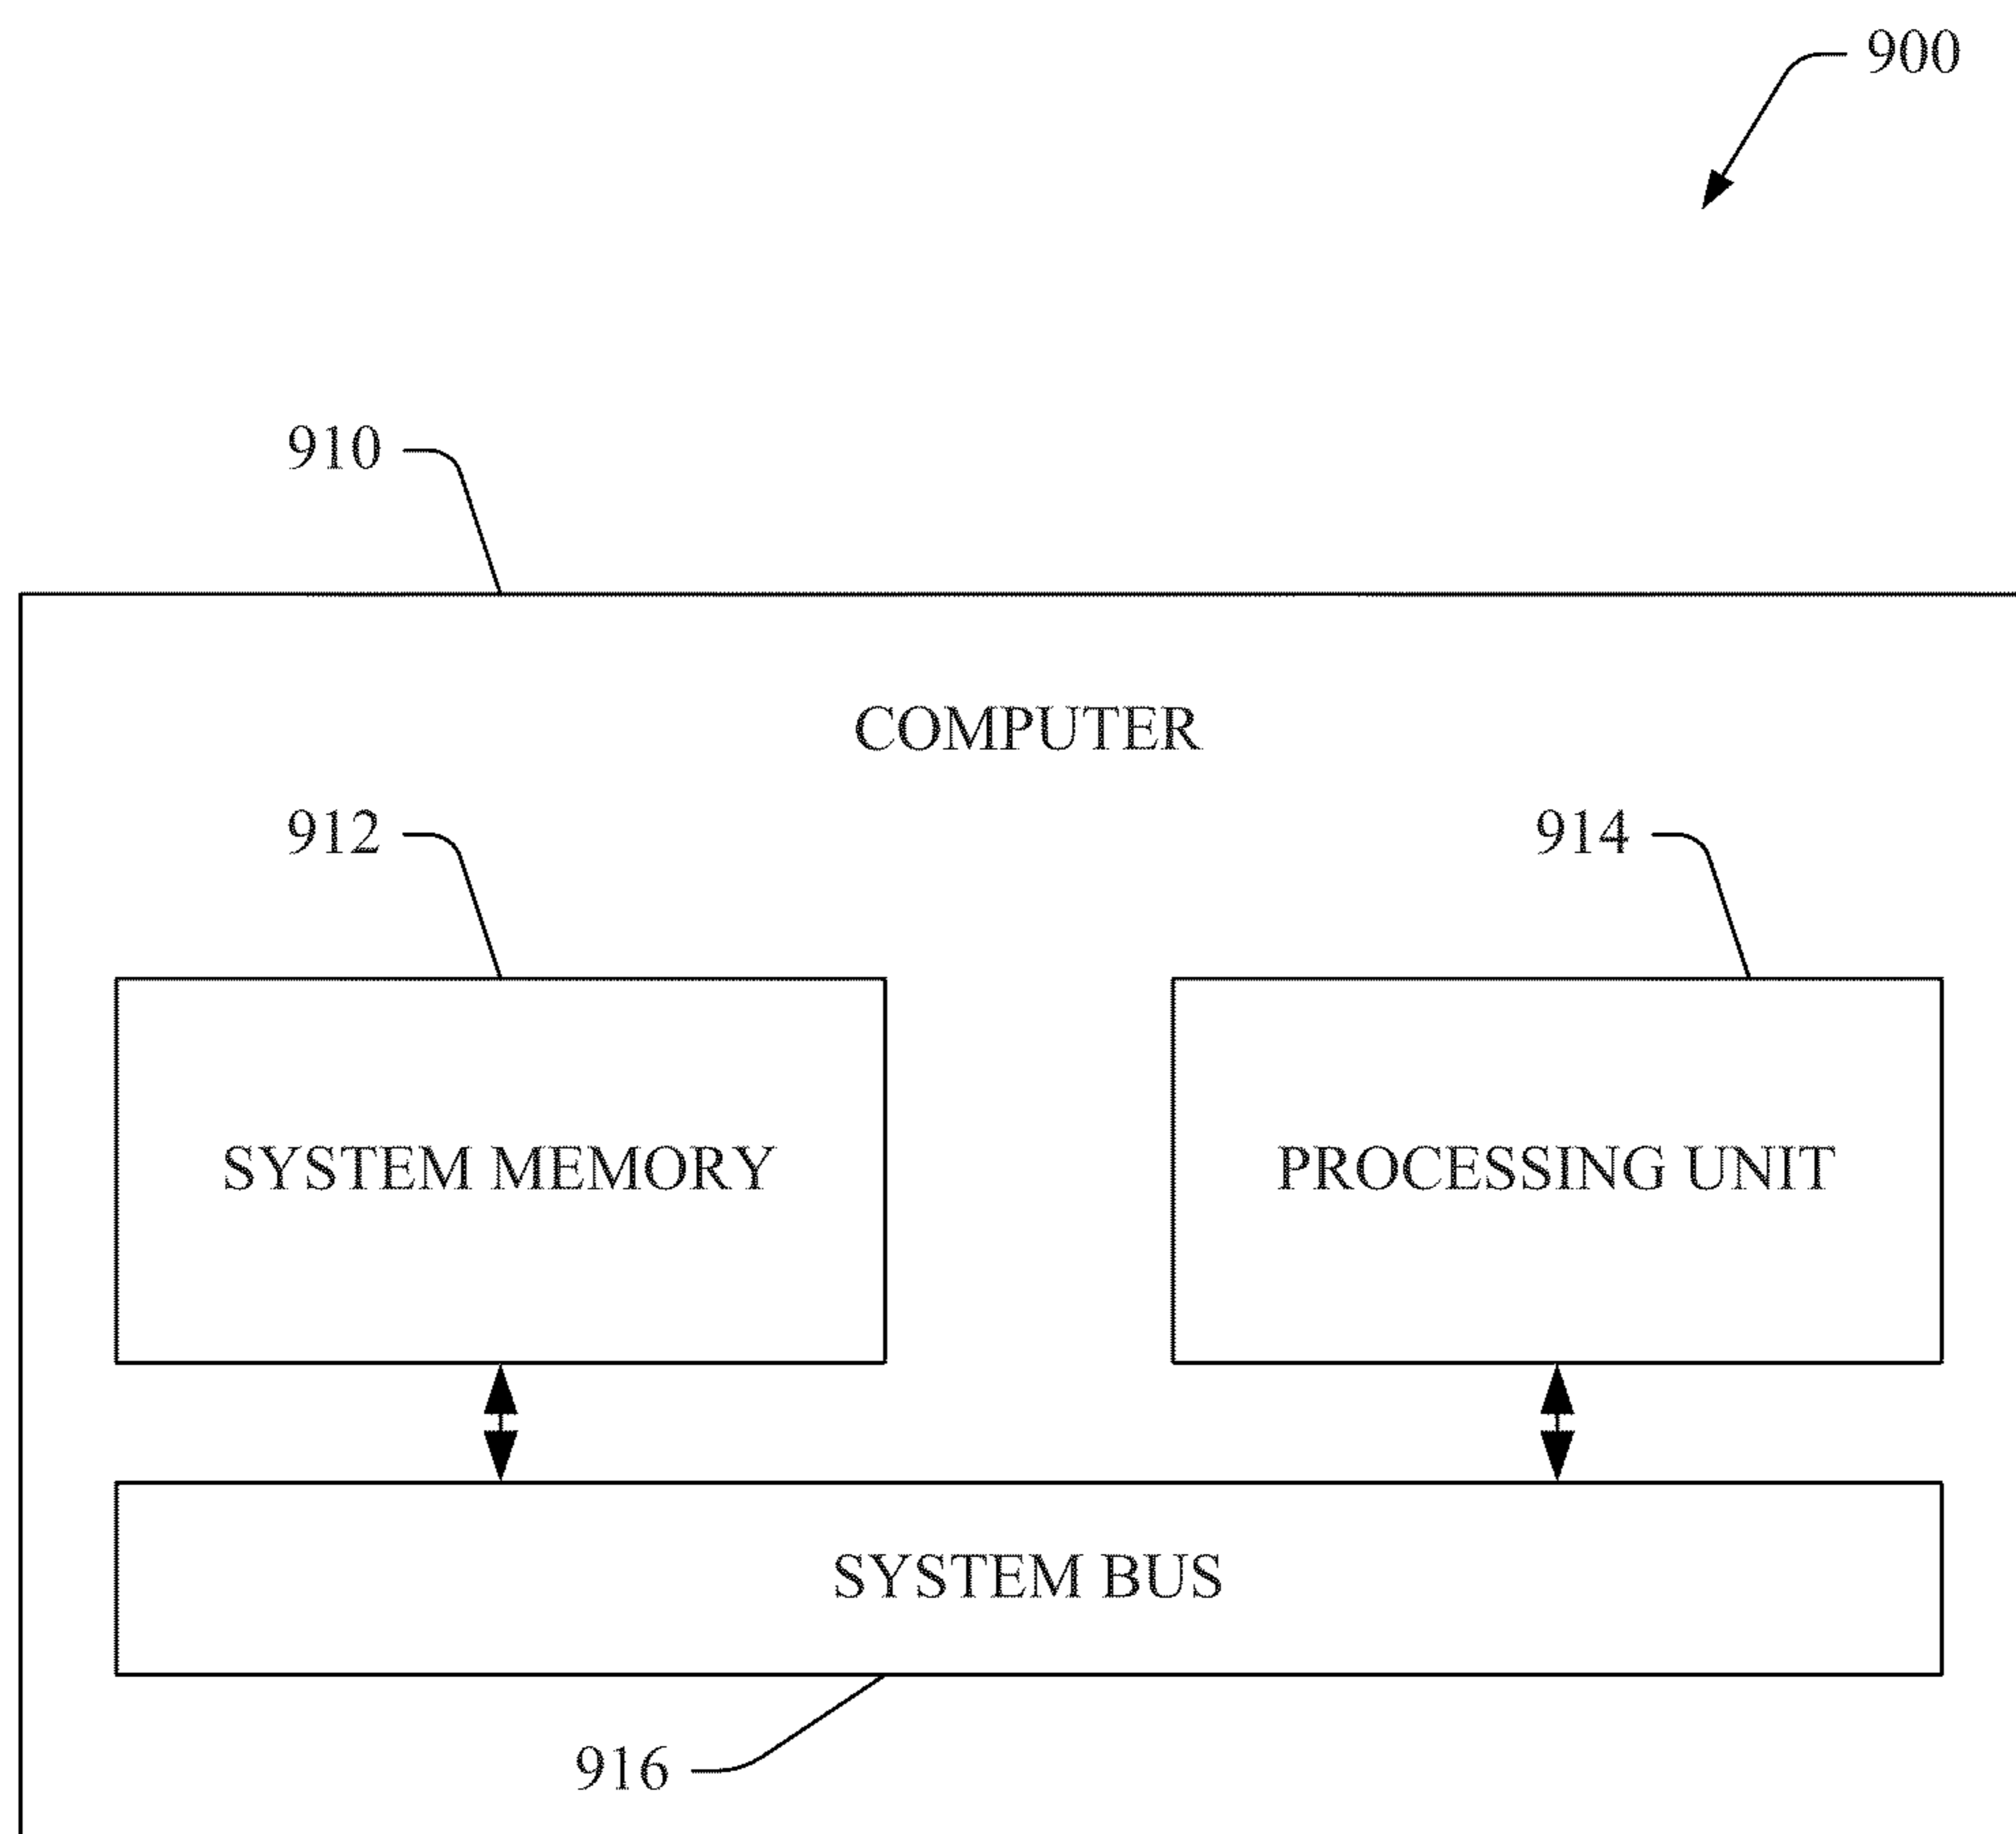 900
910
COMPUTER
912
914
SYSTEM MEMORY
PROCESSING UNIT
SYSTEM BUS
916